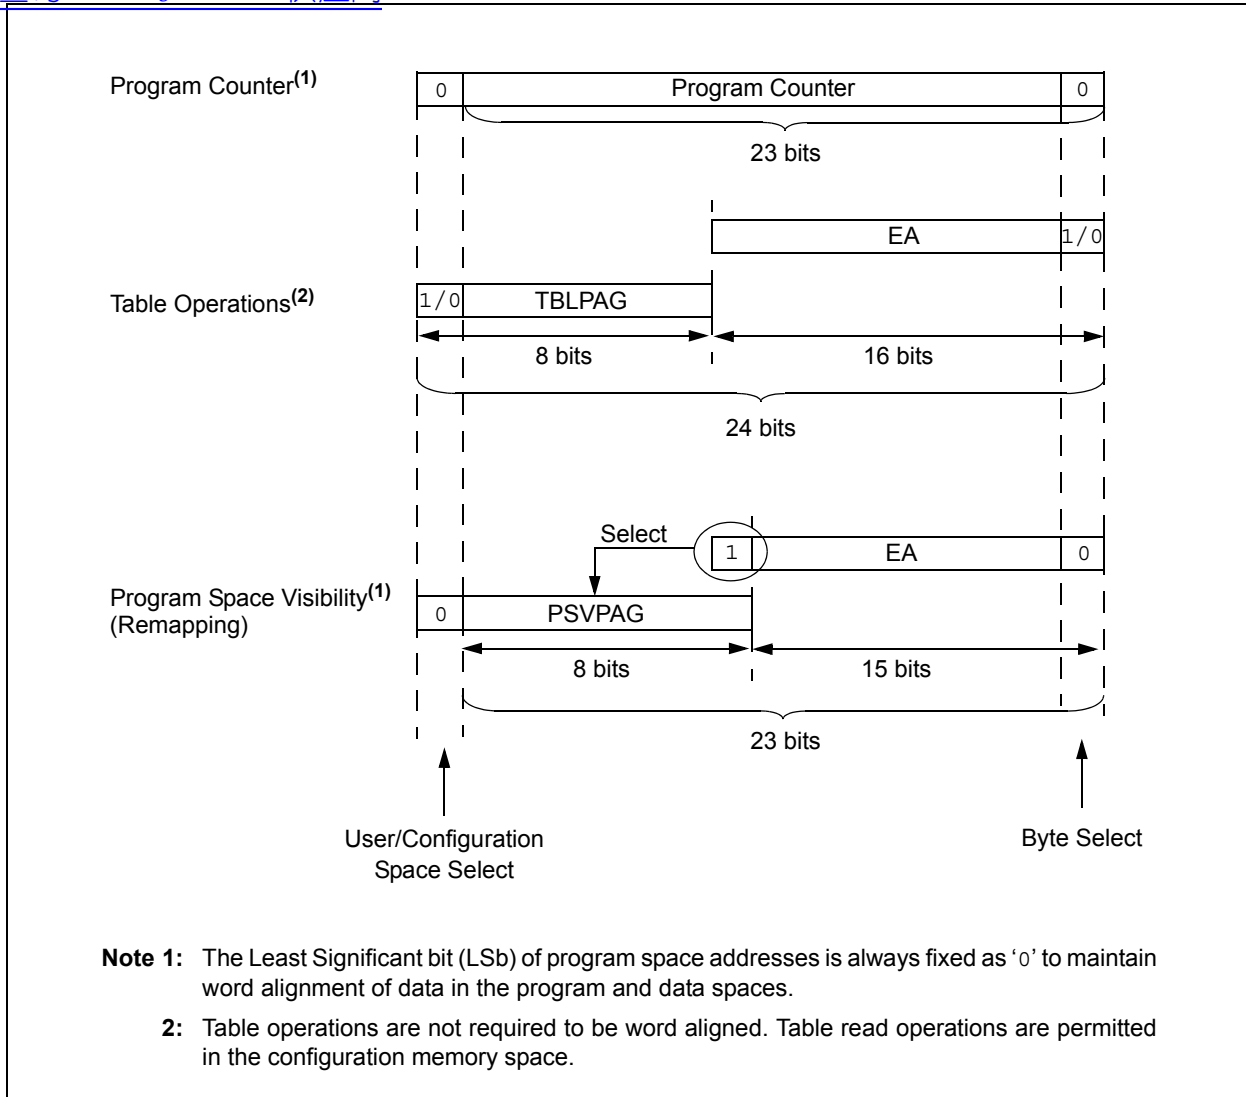 Program Counter(1)
0
Program Counter
0
23 bits
EA
1/0
Table Operations(2)
1/0
TBLPAG
8 bits
16 bits
24 bits
Select
1
EA
0
Program Space Visibility(1)
(Remapping)
0
PSVPAG
8 bits
15 bits
23 bits
User/Configuration
Space Select
Byte Select
Note 1: The Least Significant bit (LSb) of program space addresses is always fixed as ‘0’ to maintain
word alignment of data in the program and data spaces.
2: Table operations are not required to be word aligned. Table read operations are permitted
in the configuration memory space.